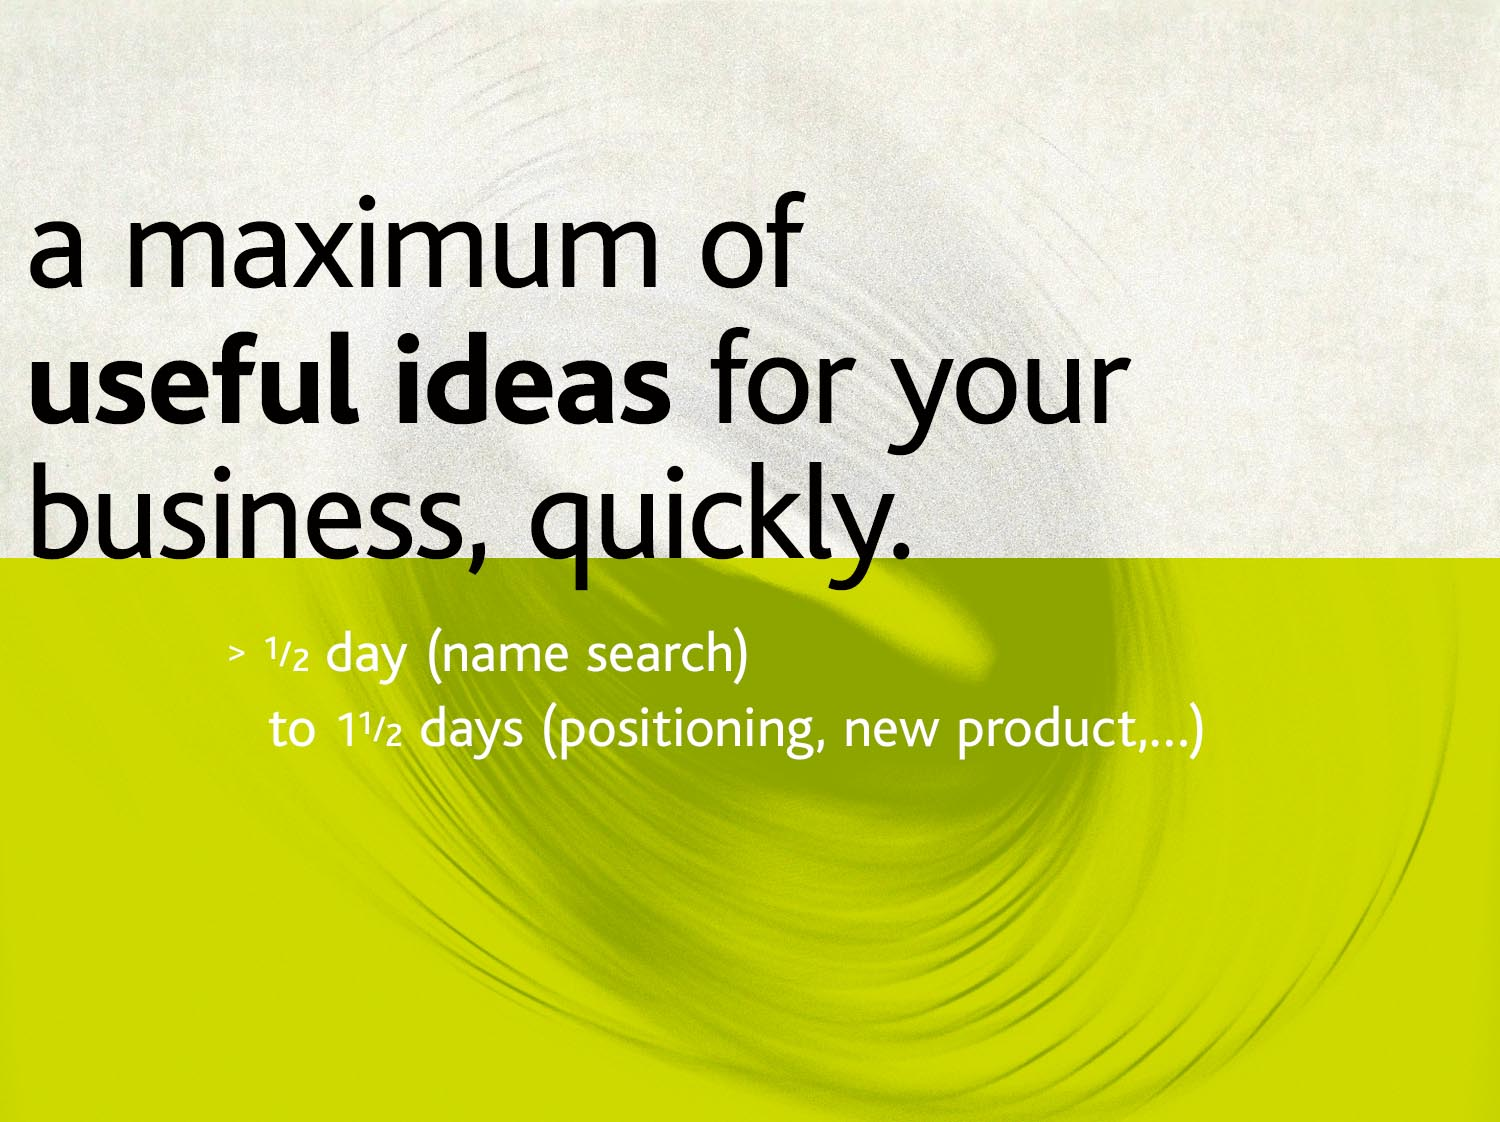 a maximum of
useful ideas for your
business, quickly.
> 1/2 day (name search)
to 11/2 days (positioning, new product,...)